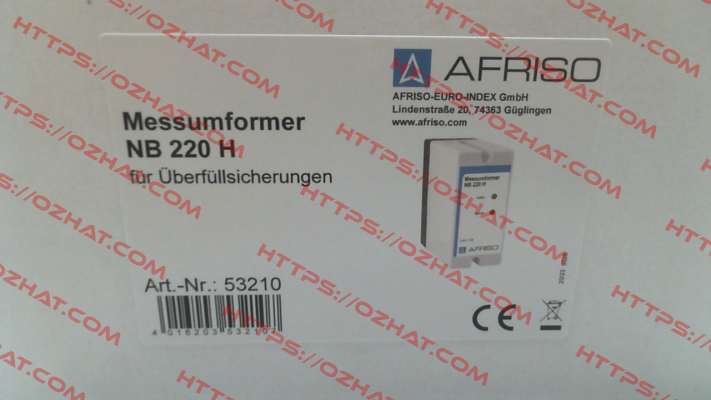 AFRISO
AFRISO-EURO-INDEX GmbH
Lindenstraße 20, 74363 Güglingen
www.afriso.com
Messumformer
NB 220 H
für Überfüllsicherungen
Messumformer
NB 220 H
AFRISO
Art.-Nr.: 53210
CE
HTTPS://OZHAT.COM